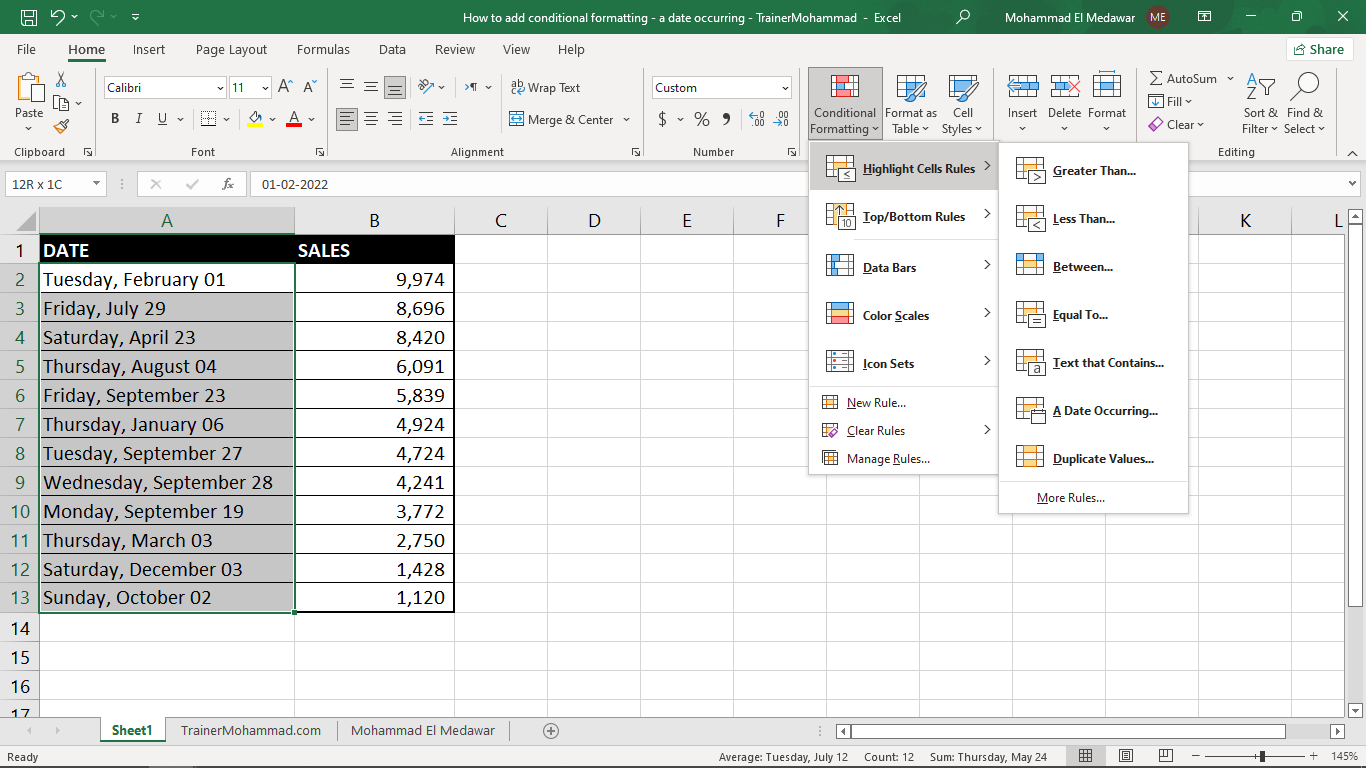 How to add conditional formatting - a date occurring - TrainerMohammad - Excel
Mohammad El Medawar ME
File Home Insert Page Layout Formulas Data Review View Help Share
Paste
Clipboard
Calibri 11
B I U
Font
Wrap Text
Merge & Center
Alignment
Custom
$ % 9
Number
Conditional Formatting
Format as Table
Cell Styles
Insert
Delete
Format
AutoSum
Fill
Clear
Sort & Filter
Find & Select
Editing
12R x 1C fx 01-02-2022
Highlight Cells Rules
Top/Bottom Rules
Data Bars
Color Scales
Icon Sets
New Rule...
Clear Rules
Manage Rules...
Greater Than...
Less Than...
Between...
Equal To...
Text that Contains...
A Date Occurring...
Duplicate Values...
More Rules...
A B C D E F K L
1 DATE SALES
2 Tuesday, February 01 9,974
3 Friday, July 29 8,696
4 Saturday, April 23 8,420
5 Thursday, August 04 6,091
6 Friday, September 23 5,839
7 Thursday, January 06 4,924
8 Tuesday, September 27 4,724
9 Wednesday, September 28 4,241
10 Monday, September 19 3,772
11 Thursday, March 03 2,750
12 Saturday, December 03 1,428
13 Sunday, October 02 1,120
14
15
16
17
Sheet1 TrainerMohammad.com Mohammad El Medawar
Ready Average: Tuesday, July 12 Count: 12 Sum: Thursday, May 24 145%